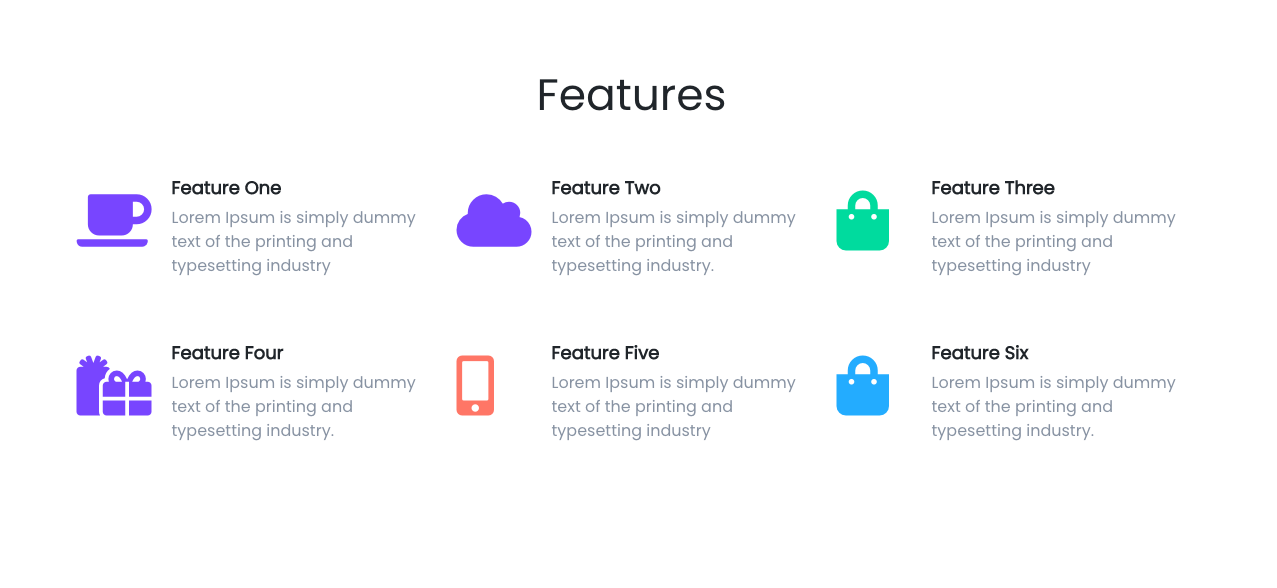 Features
Feature One
Lorem Ipsum is simply dummy
text of the printing and
typesetting industry
Feature Two
Lorem Ipsum is simply dummy
text of the printing and
typesetting industry.
Feature Three
Lorem Ipsum is simply dummy
text of the printing and
typesetting industry
Feature Four
Lorem Ipsum is simply dummy
text of the printing and
typesetting industry.
Feature Five
Lorem Ipsum is simply dummy
text of the printing and
typesetting industry
Feature Six
Lorem Ipsum is simply dummy
text of the printing and
typesetting industry.